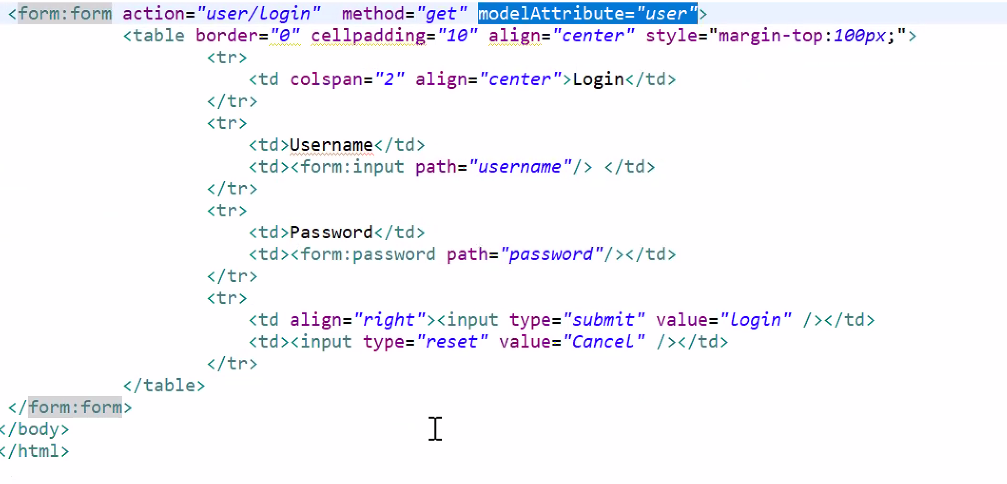 <form:form action="user/login"  method="get" modelAttribute="user">
<table border="0" cellpadding="10" align="center" style="margin-top:100px;">
<tr>
<td colspan="2" align="center">Login</td>
</tr>
<tr>
<td>Username</td>
<td><form:input path="username"/> </td>
</tr>
<tr>
<td>Password</td>
<td><form:password path="password"/></td>
</tr>
<tr>
<td align="right"><input type="submit" value="login" /></td>
<td><input type="reset" value="Cancel" /></td>
</tr>
</table>
</form:form>
</body>
</html>